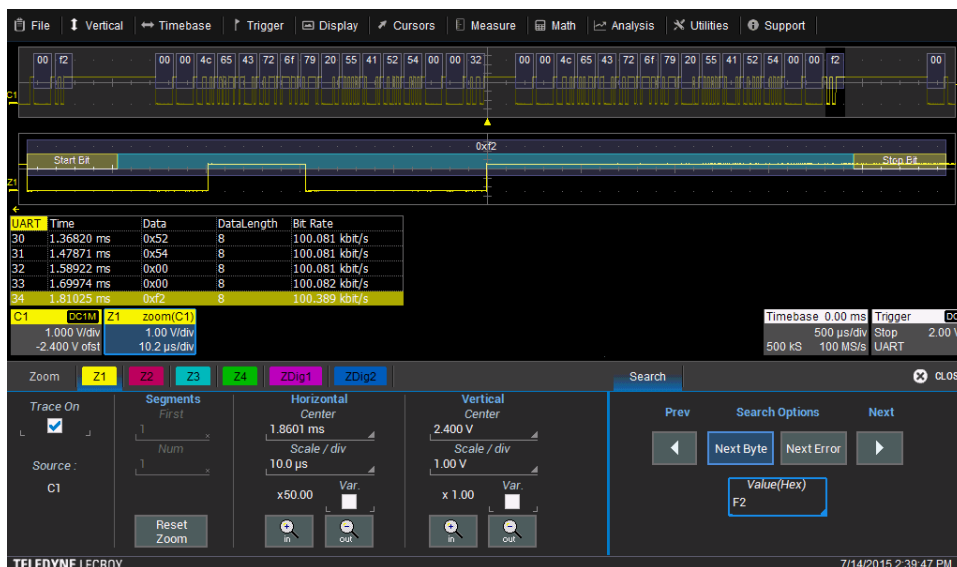 File Vertical Timebase Trigger Display Cursors Measure Math Analysis Utilities Support
00 f2 00 00 4c 65 43 72 6f 79 20 55 41 52 54 00 00 32 00 00 4c 65 43 72 6f 79 20 55 41 52 54 00 00 f2 00
C1
0xf2
Start Bit Stop Bit
Z1
UART Time Data DataLength Bit Rate
30 1.36820 ms 0x52 8 100.081 kbit/s
31 1.47871 ms 0x54 8 100.081 kbit/s
32 1.58922 ms 0x00 8 100.081 kbit/s
33 1.69974 ms 0x00 8 100.082 kbit/s
34 1.81025 ms 0xf2 8 100.389 kbit/s
C1 DC1M Z1 zoom(C1) Timebase 0.00 ms Trigger DC
1.000 V/div 1.00 V/div 500 µs/div Stop 2.00 V
-2.400 V ofst 10.2 µs/div 500 kS 100 MS/s UART
Zoom Z1 Z2 Z3 Z4 ZDig1 ZDig2 Search CLOS
Trace On Segments Horizontal Vertical
First Center Center Prev Search Options Next
1 1.8601 ms 2.400 V
Num Scale / div Scale / div Next Byte Next Error
Source : 1 10.0 µs 1.00 V
C1 Var. Var. Value(Hex)
x50.00 x 1.00 F2
Reset Zoom in out in out
TELEDYNE LECROY 7/14/2015 2:39:47 PM